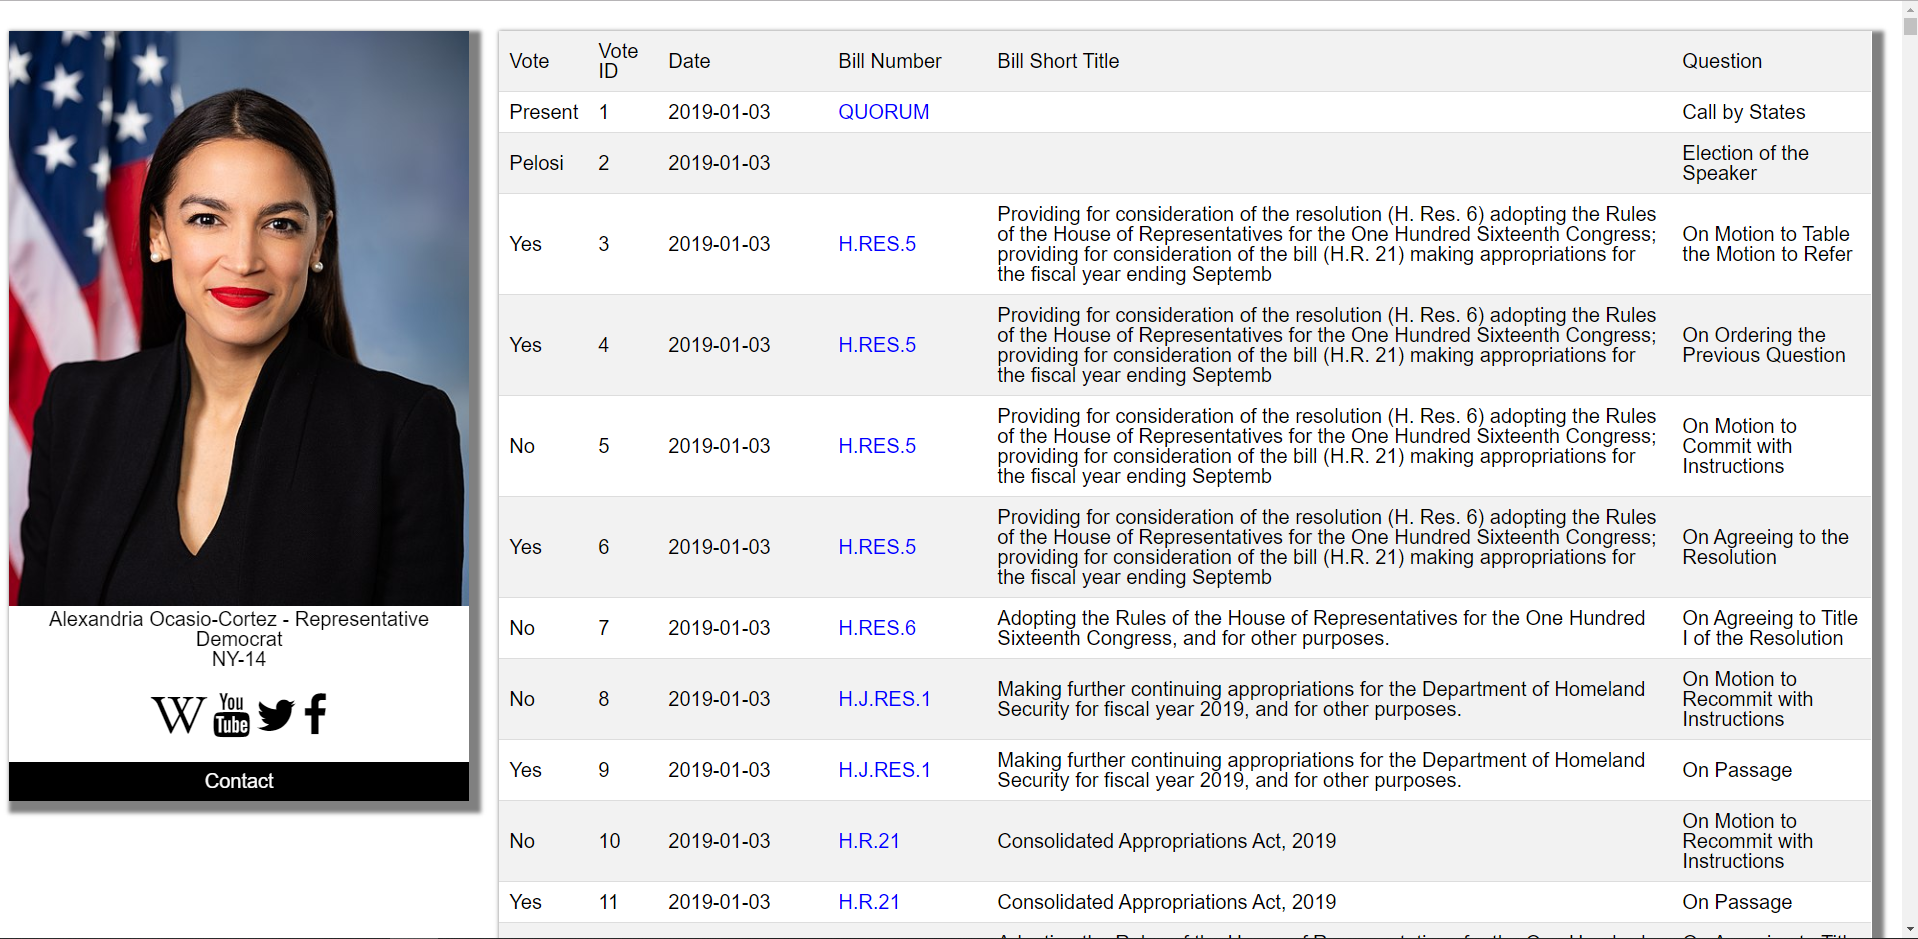 Alexandria Ocasio-Cortez - Representative
Democrat
NY-14
W You Tube f
Contact
Vote Vote ID Date Bill Number Bill Short Title Question
Present 1 2019-01-03 QUORUM Call by States
Pelosi 2 2019-01-03 Election of the Speaker
Yes 3 2019-01-03 H.RES.5 Providing for consideration of the resolution (H. Res. 6) adopting the Rules
of the House of Representatives for the One Hundred Sixteenth Congress;
providing for consideration of the bill (H.R. 21) making appropriations for
the fiscal year ending Septemb
On Motion to Table
the Motion to Refer
Yes 4 2019-01-03 H.RES.5 Providing for consideration of the resolution (H. Res. 6) adopting the Rules
of the House of Representatives for the One Hundred Sixteenth Congress;
providing for consideration of the bill (H.R. 21) making appropriations for
the fiscal year ending Septemb
On Ordering the
Previous Question
No 5 2019-01-03 H.RES.5 Providing for consideration of the resolution (H. Res. 6) adopting the Rules
of the House of Representatives for the One Hundred Sixteenth Congress;
providing for consideration of the bill (H.R. 21) making appropriations for
the fiscal year ending Septemb
On Motion to
Commit with
Instructions
Yes 6 2019-01-03 H.RES.5 Providing for consideration of the resolution (H. Res. 6) adopting the Rules
of the House of Representatives for the One Hundred Sixteenth Congress;
providing for consideration of the bill (H.R. 21) making appropriations for
the fiscal year ending Septemb
On Agreeing to the
Resolution
No 7 2019-01-03 H.RES.6 Adopting the Rules of the House of Representatives for the One Hundred
Sixteenth Congress, and for other purposes.
On Agreeing to Title
I of the Resolution
No 8 2019-01-03 H.J.RES.1 Making further continuing appropriations for the Department of Homeland
Security for fiscal year 2019, and for other purposes.
On Motion to
Recommit with
Instructions
Yes 9 2019-01-03 H.J.RES.1 Making further continuing appropriations for the Department of Homeland
Security for fiscal year 2019, and for other purposes.
On Passage
No 10 2019-01-03 H.R.21 Consolidated Appropriations Act, 2019
On Motion to
Recommit with
Instructions
Yes 11 2019-01-03 H.R.21 Consolidated Appropriations Act, 2019 On Passage